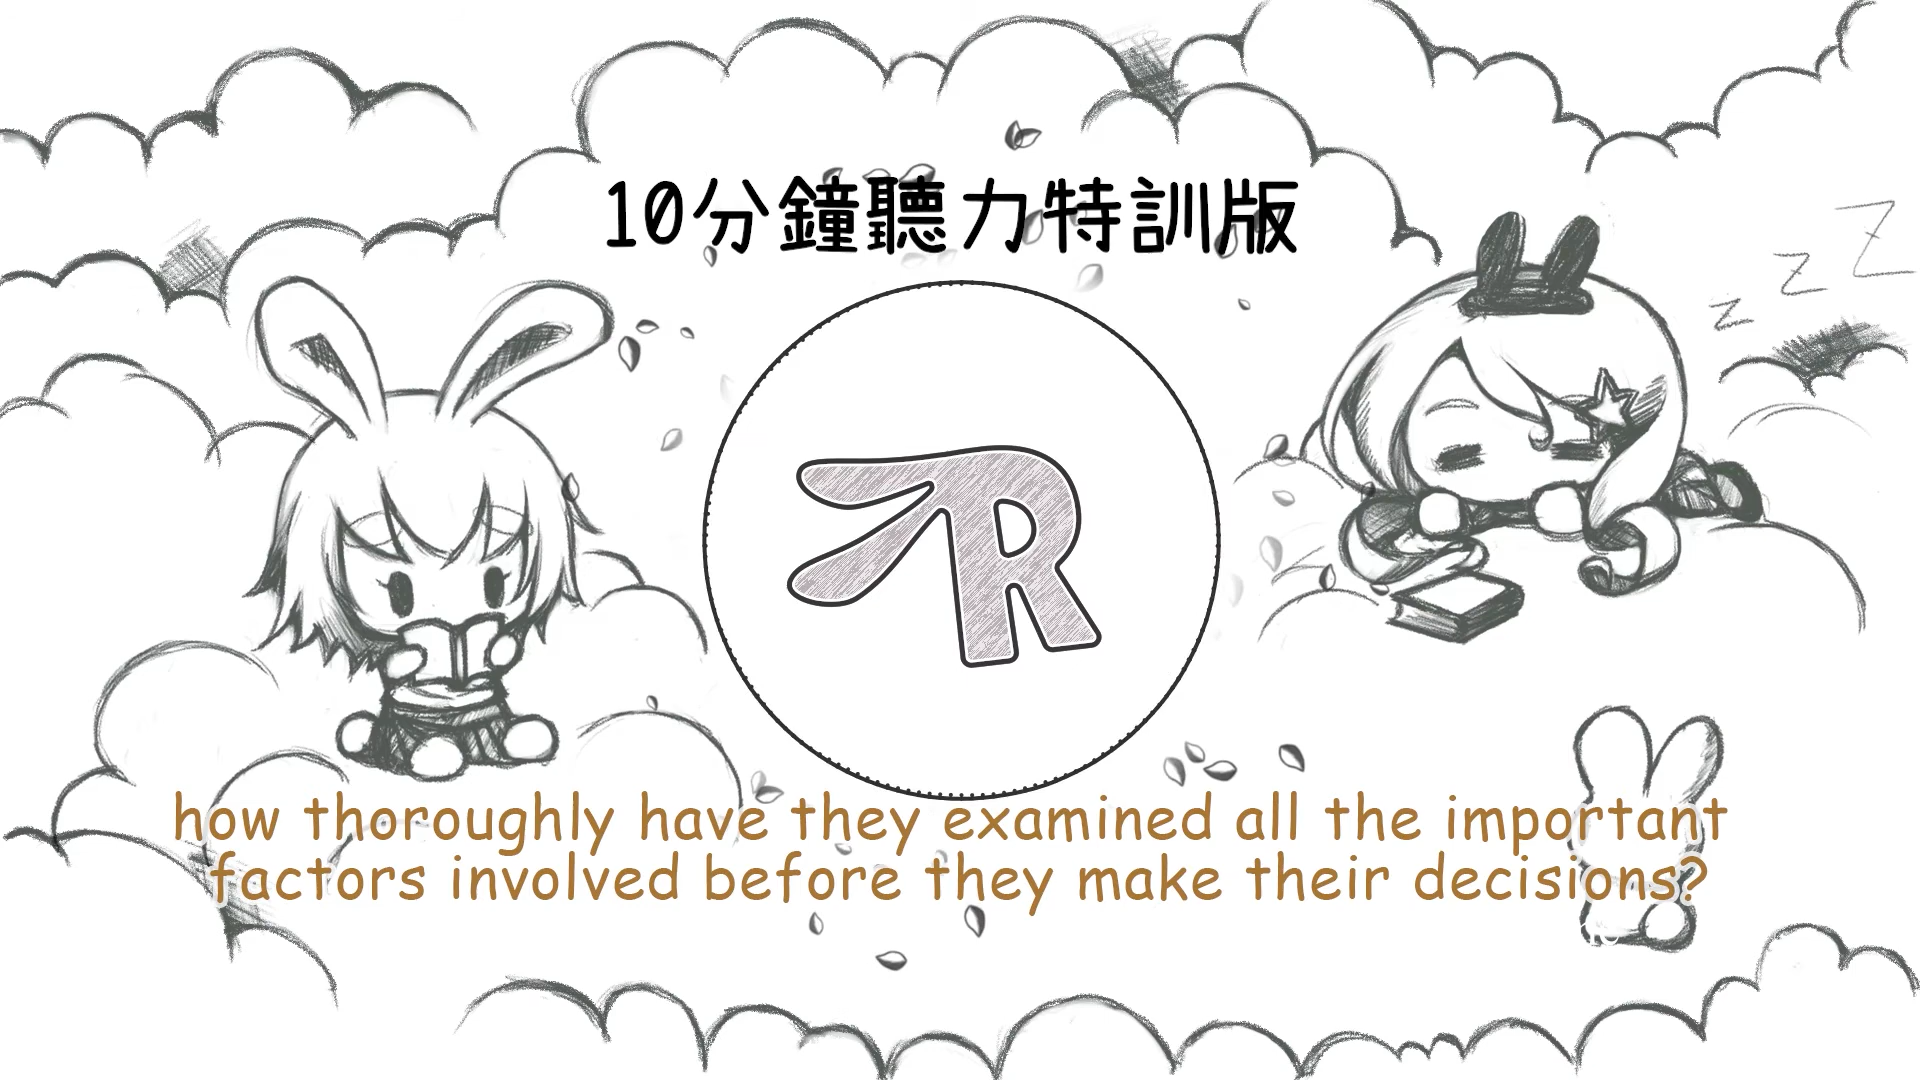 10分鐘聽力特訓版
z z Z
R
how thoroughly have they examined all the important
factors involved before they make their decisions?